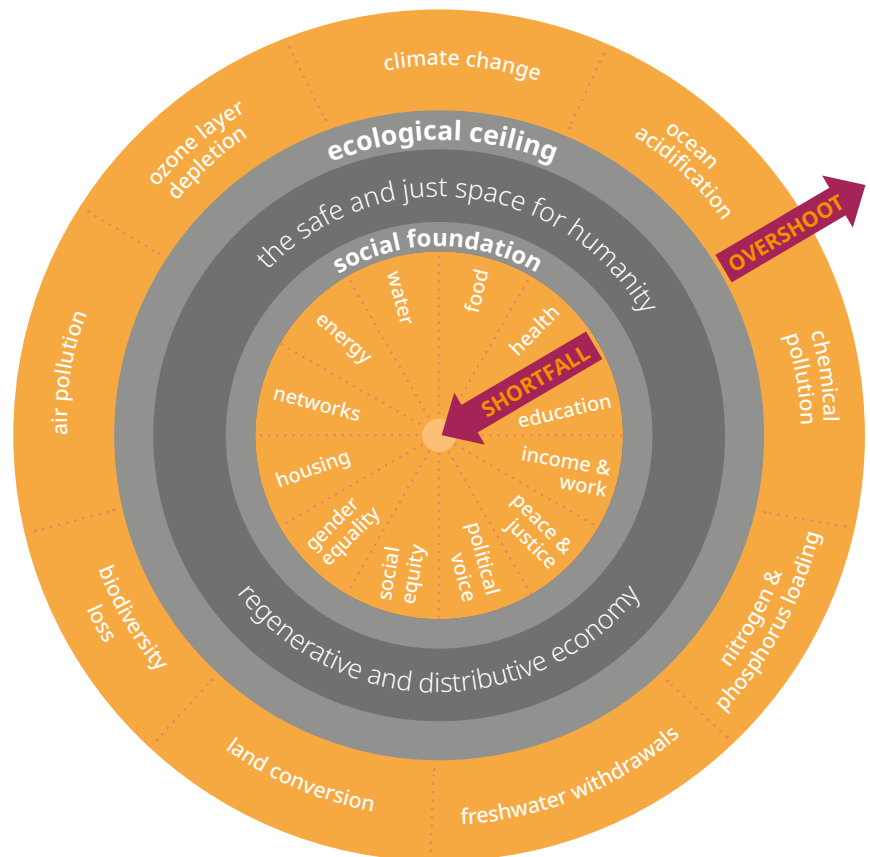 climate change
ocean
acidification
OVERSHOOT
chemical
pollution
nitrogen &
phosphorus loading
freshwater withdrawals
land conversion
biodiversity
loss
air pollution
ozone layer
depletion
ecological ceiling
the safe and just space for humanity
social foundation
water
food
health
SHORTFALL
education
income &
work
peace &
justice
political
voice
social
equity
gender
equality
housing
networks
energy
regenerative and distributive economy